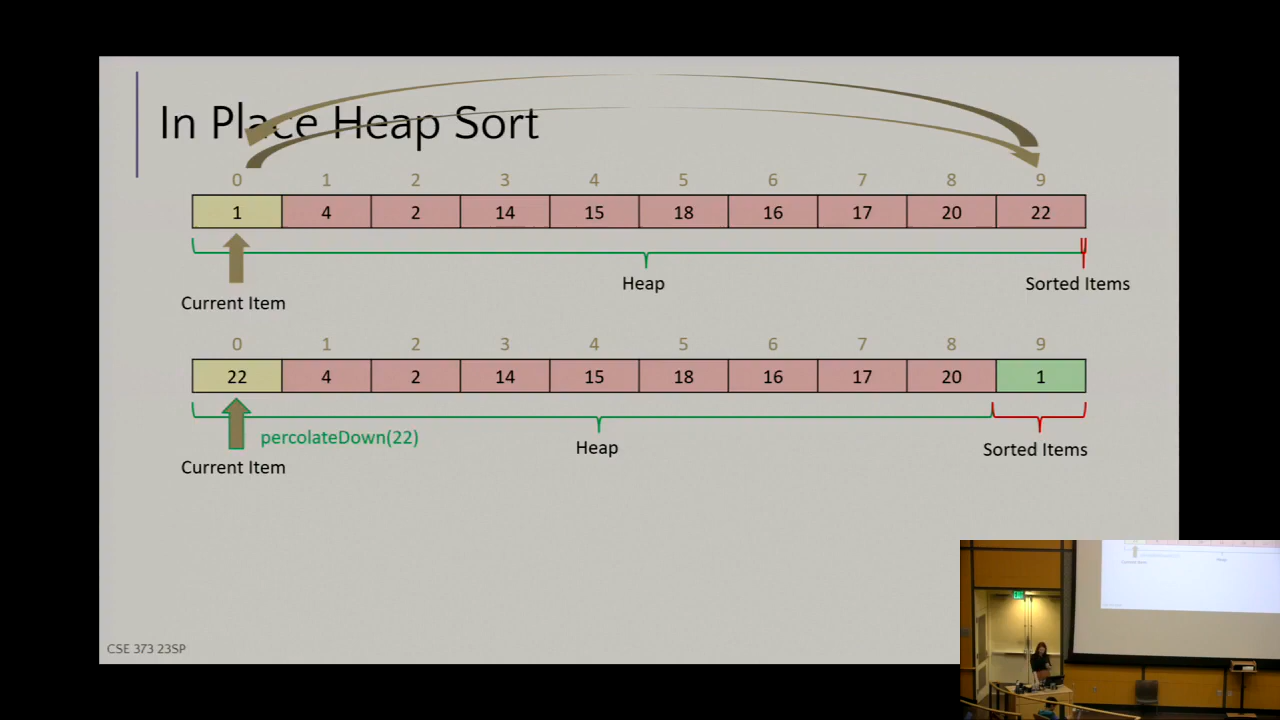 In Place Heap Sort
0 1 2 3 4 5 6 7 8 9
1 4 2 14 15 18 16 17 20 22
Heap
Sorted Items
Current Item
0 1 2 3 4 5 6 7 8 9
22 4 2 14 15 18 16 17 20 1
percolateDown(22)
Heap
Sorted Items
Current Item
CSE 373 23SP